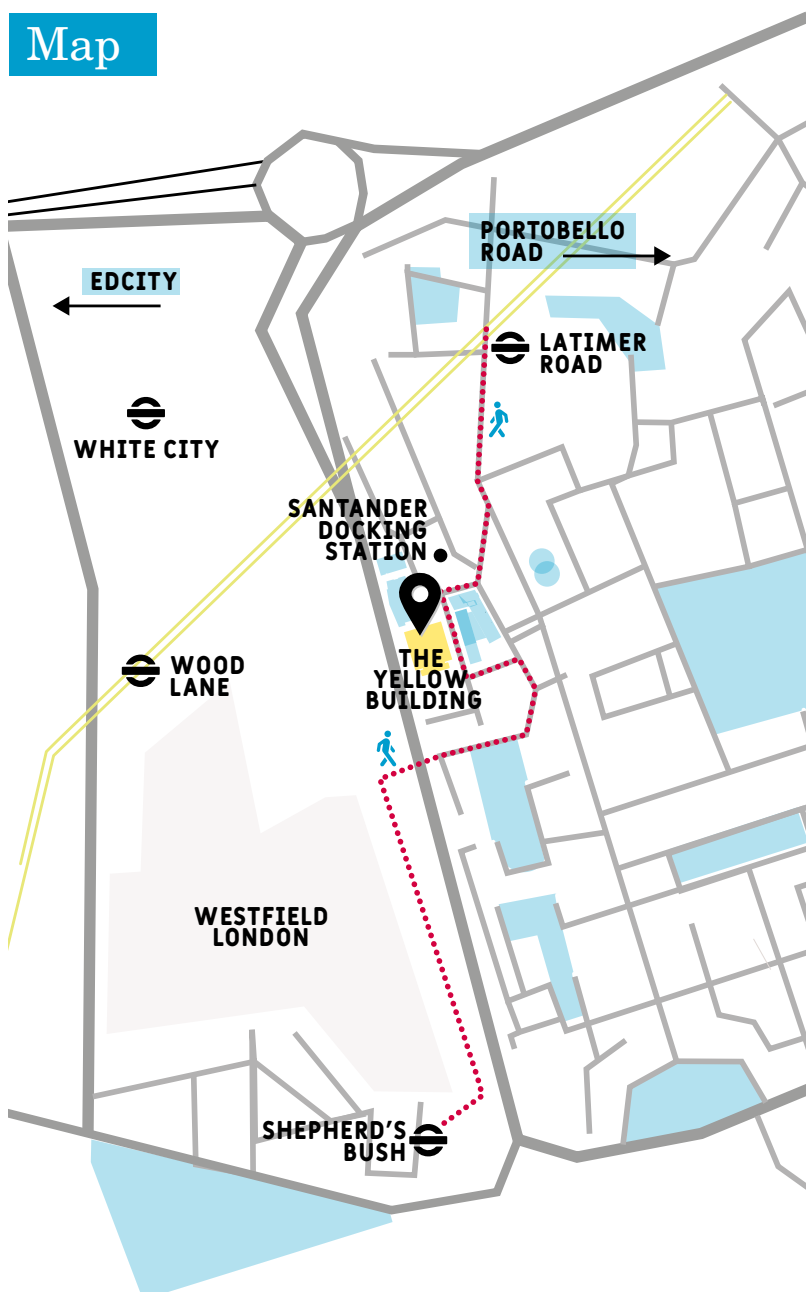 Map
PORTOBELLO
ROAD
EDCITY
LATIMER
ROAD
WHITE CITY
SANTANDER
DOCKING
STATION
WOOD
LANE
THE
YELLOW
BUILDING
WESTFIELD
LONDON
SHEPHERD'S
BUSH